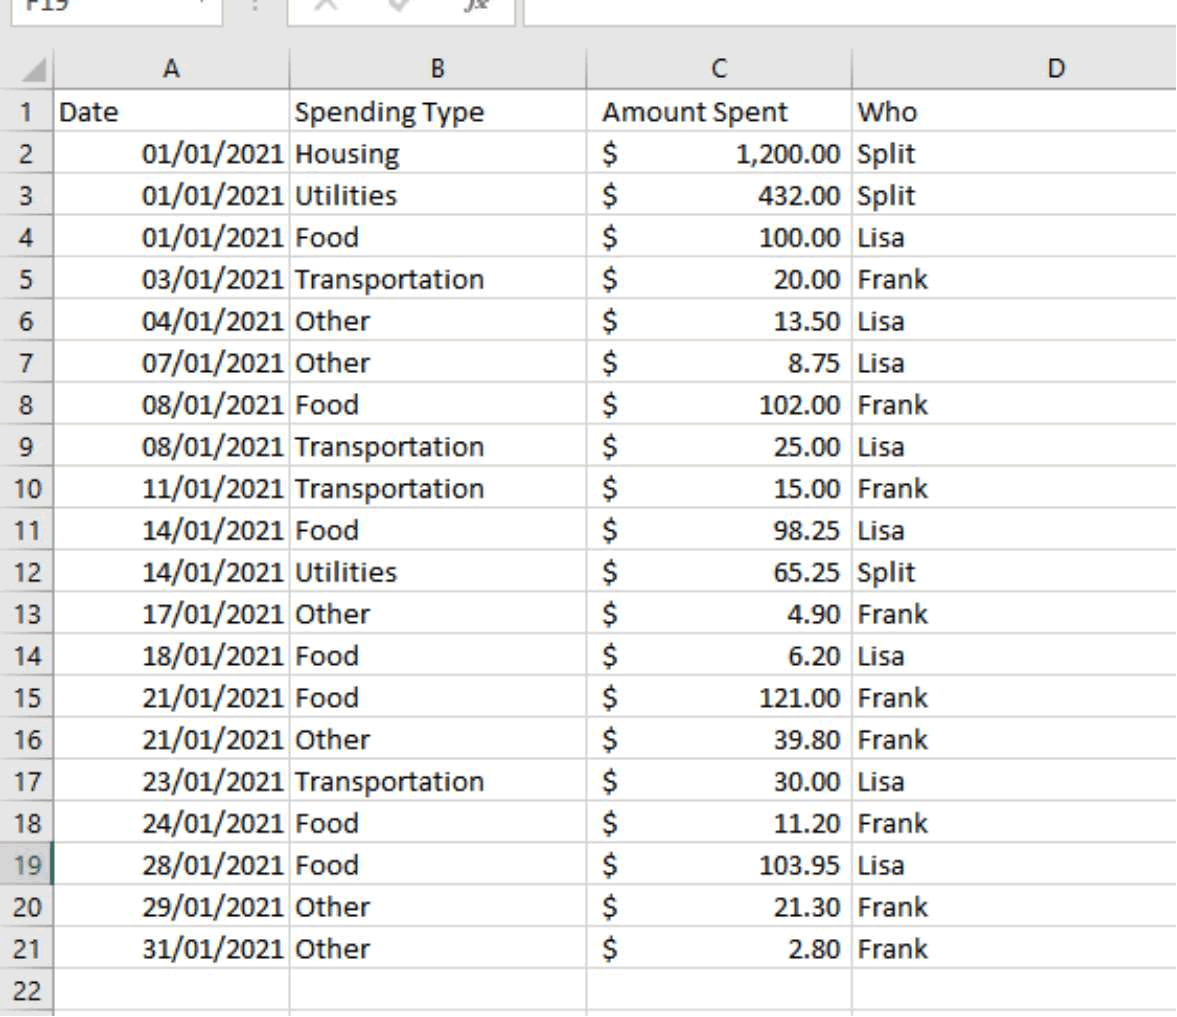 F19 fx
A B C D
1 Date Spending Type Amount Spent Who
2 01/01/2021 Housing $ 1,200.00 Split
3 01/01/2021 Utilities $ 432.00 Split
4 01/01/2021 Food $ 100.00 Lisa
5 03/01/2021 Transportation $ 20.00 Frank
6 04/01/2021 Other $ 13.50 Lisa
7 07/01/2021 Other $ 8.75 Lisa
8 08/01/2021 Food $ 102.00 Frank
9 08/01/2021 Transportation $ 25.00 Lisa
10 11/01/2021 Transportation $ 15.00 Frank
11 14/01/2021 Food $ 98.25 Lisa
12 14/01/2021 Utilities $ 65.25 Split
13 17/01/2021 Other $ 4.90 Frank
14 18/01/2021 Food $ 6.20 Lisa
15 21/01/2021 Food $ 121.00 Frank
16 21/01/2021 Other $ 39.80 Frank
17 23/01/2021 Transportation $ 30.00 Lisa
18 24/01/2021 Food $ 11.20 Frank
19 28/01/2021 Food $ 103.95 Lisa
20 29/01/2021 Other $ 21.30 Frank
21 31/01/2021 Other $ 2.80 Frank
22